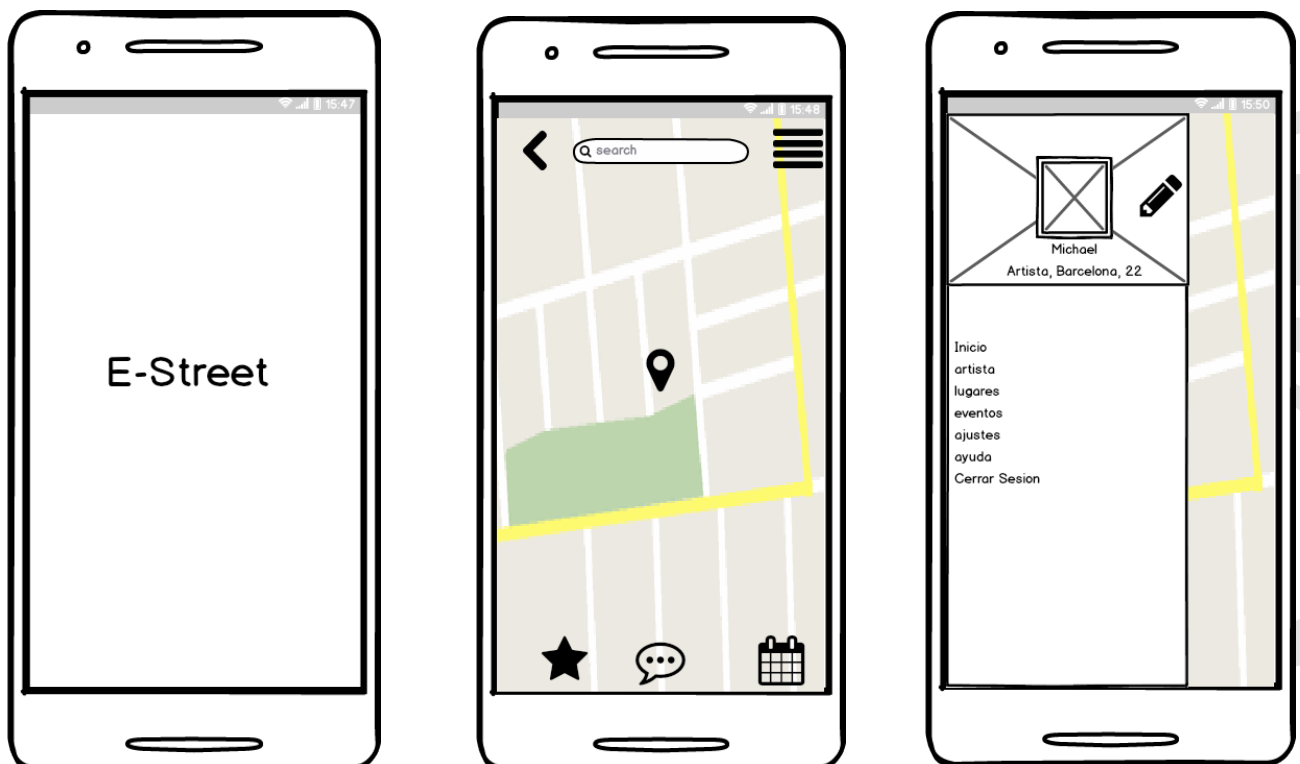 15:47
E-Street
15:48
search
15:50
Michael
Artista, Barcelona, 22
Inicio
artista
lugares
eventos
ajustes
ayuda
Cerrar Sesion